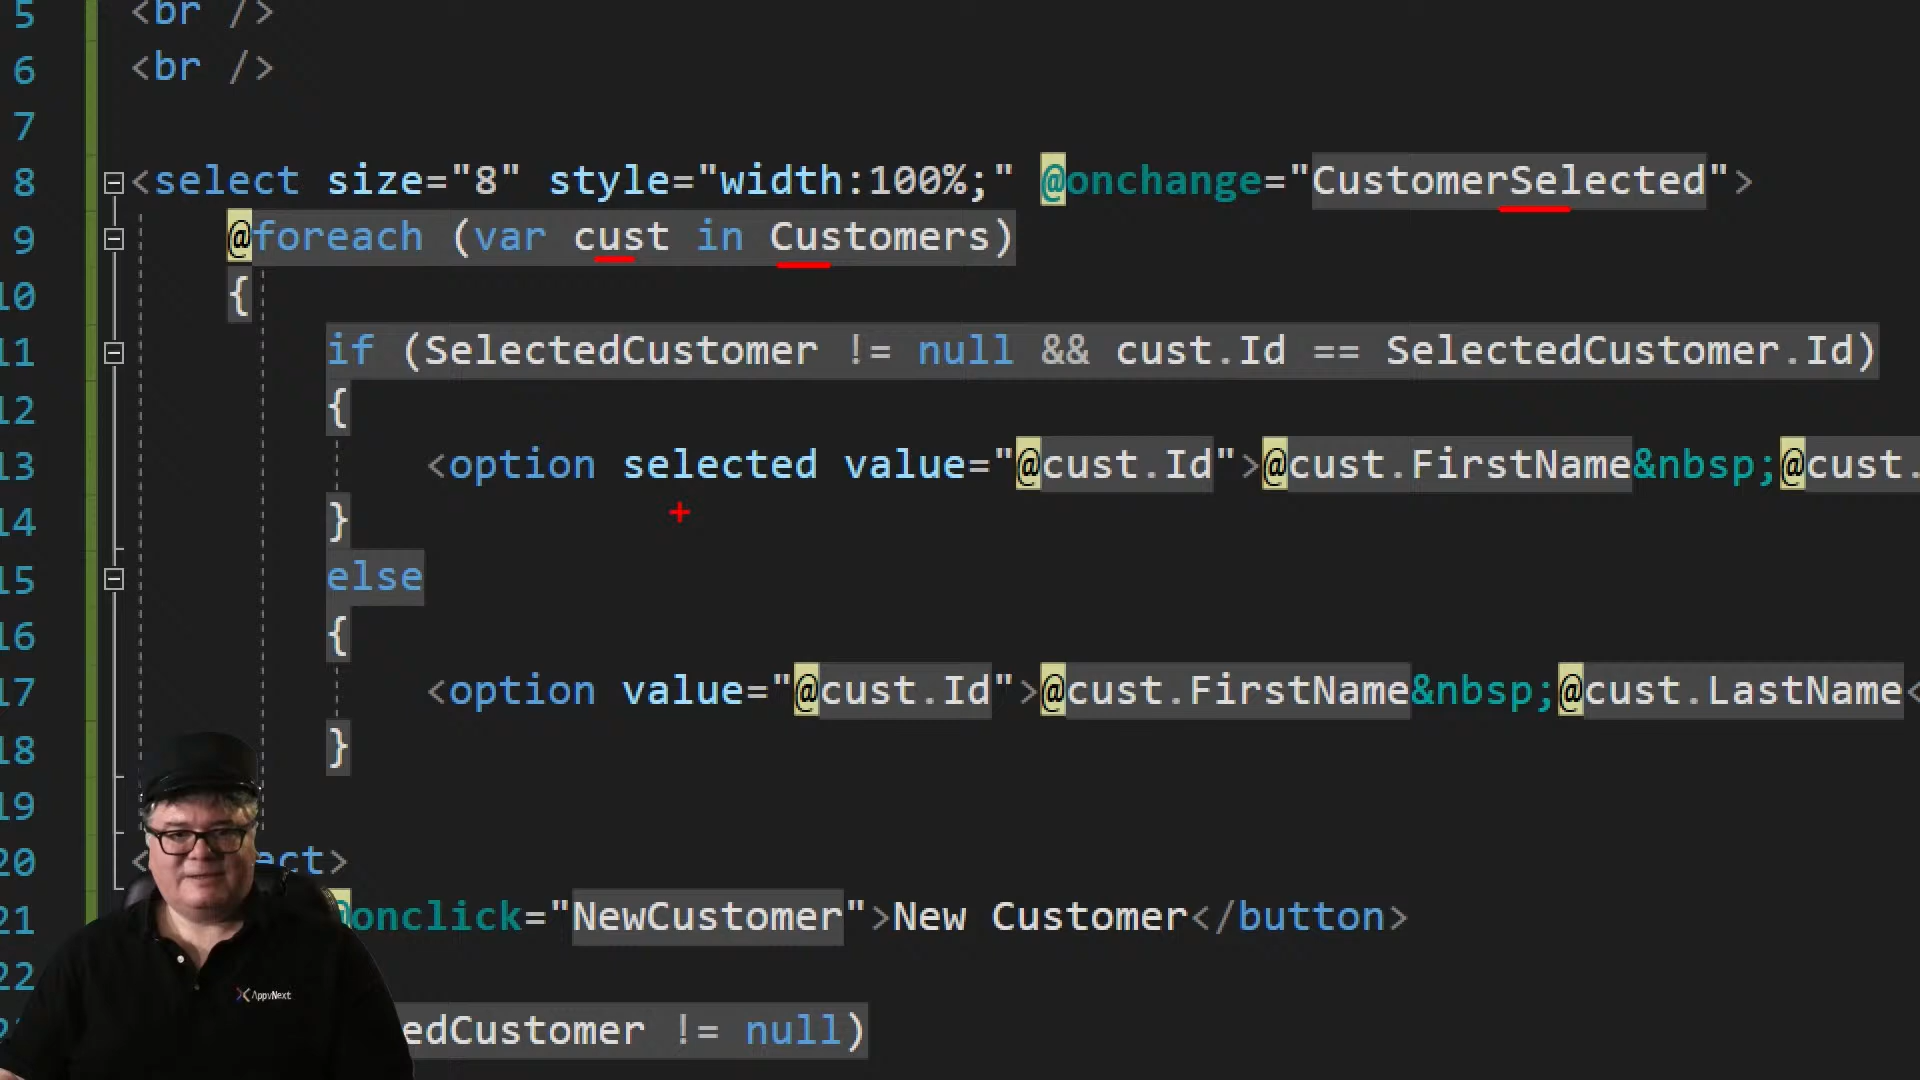 5 <br />
6 <br />
7
8 <select size="8" style="width:100%;" @onchange="CustomerSelected">
9 @foreach (var cust in Customers)
10 {
11 if (SelectedCustomer != null && cust.Id == SelectedCustomer.Id)
12 {
13 <option selected value="@cust.Id">@cust.FirstName&nbsp;@cust.
14 }
15 else
16 {
17 <option value="@cust.Id">@cust.FirstName&nbsp;@cust.LastName<
18 }
19
20 < ect>
21 @onclick="NewCustomer">New Customer</button>
22
edCustomer != null)
AppvNext